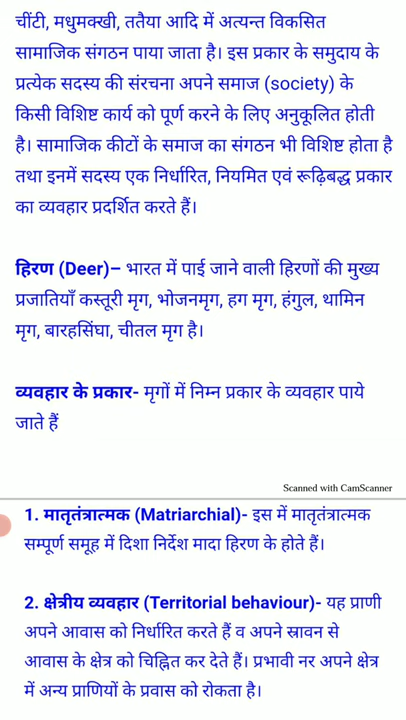 चींटी, मधुमक्खी, ततैया आदि में अत्यन्त विकसित
सामाजिक संगठन पाया जाता है। इस प्रकार के समुदाय के
प्रत्येक सदस्य की संरचना अपने समाज (society) के
किसी विशिष्ट कार्य को पूर्ण करने के लिए अनुकूलित होती
है। सामाजिक कीटों के समाज का संगठन भी विशिष्ट होता है
तथा इनमें सदस्य एक निर्धारित, नियमित एवं रूढ़िबद्ध प्रकार
का व्यवहार प्रदर्शित करते हैं।
हिरण (Deer)– भारत में पाई जाने वाली हिरणों की मुख्य
प्रजातियाँ कस्तूरी मृग, भोजनमृग, हग मृग, हंगुल, थामिन
मृग, बारहसिंघा, चीतल मृग है।
व्यवहार के प्रकार- मृगों में निम्न प्रकार के व्यवहार पाये
जाते हैं
Scanned with CamScanner
1. मातृतंत्रात्मक (Matriarchial)- इस में मातृतंत्रात्मक
सम्पूर्ण समूह में दिशा निर्देश मादा हिरण के होते हैं।
2. क्षेत्रीय व्यवहार (Territorial behaviour)- यह प्राणी
अपने आवास को निर्धारित करते हैं व अपने स्रावन से
आवास के क्षेत्र को चिह्नित कर देते हैं। प्रभावी नर अपने क्षेत्र
में अन्य प्राणियों के प्रवास को रोकता है।